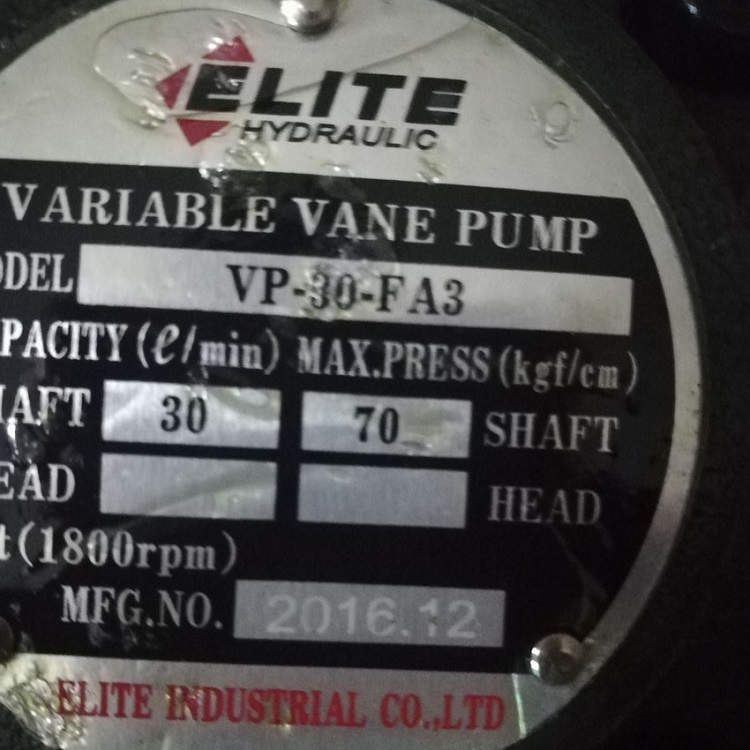 ELITE
HYDRAULIC
VARIABLE VANE PUMP
ODEL VP-30-FA3
PACITY (ℓ/min) MAX.PRESS (kgf/cm)
HAFT 30 70 SHAFT
EAD HEAD
t (1800rpm)
MFG.NO. 2016.12
ELITE INDUSTRIAL CO.,LTD